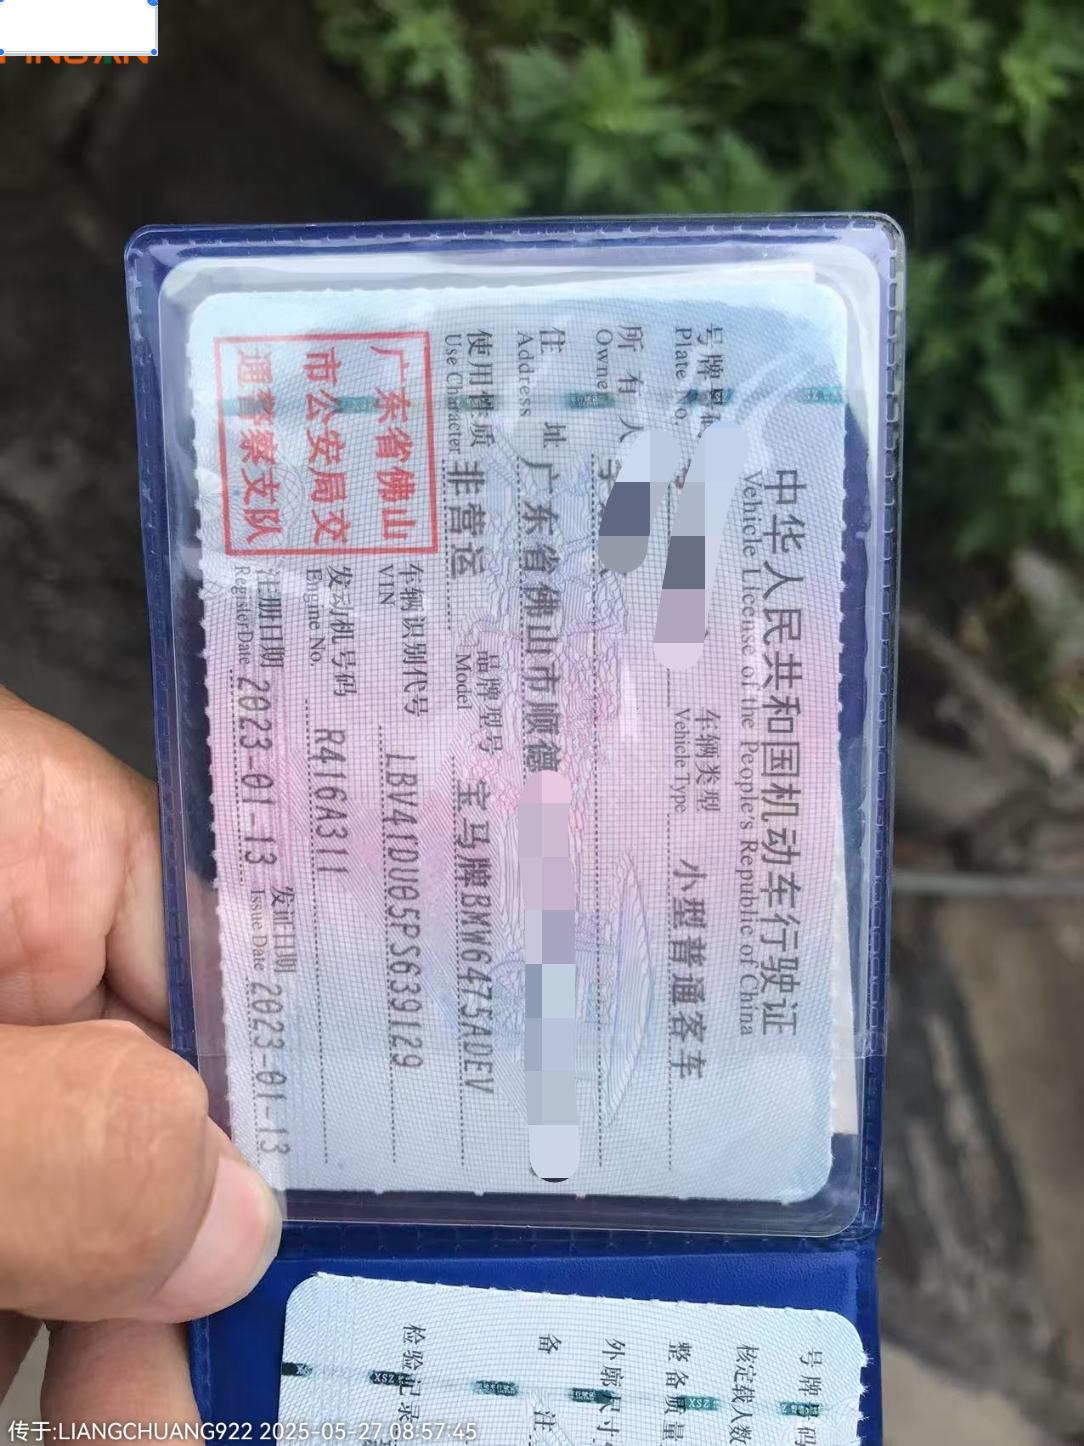 中华人民共和国机动车行驶证
Vehicle License of the People's Republic of China
号牌号码
Plate No.
车辆类型
Vehicle Type
小型普通客车
所有人
Owner
住址
Address
广东省佛山市顺德
使用性质
Use Character
非营运
品牌型号
Model
宝马牌BMW6475ADEV
广东省佛山
市公安局交
通警察支队
车辆识别代号
VIN
LBV41DU05PS639129
发动机号码
Engine No.
R416A311
注册日期
Register Date
2023-01-13
发证日期
Issue Date
2023-01-13
号牌号码
核定载人数
整备质量
外廓尺寸
备注
检验记录
传于:LIANGCHUANG922 2025-05-27 08:57:45